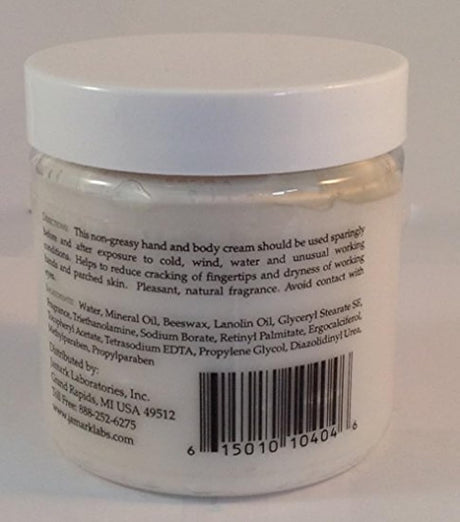 DIRECTIONS: This non-greasy hand and body cream should be used sparingly
before and after exposure to cold, wind, water and unusual working
conditions. Helps to reduce cracking of fingertips and dryness of working
hands and parched skin. Pleasant, natural fragrance. Avoid contact with
eyes.
INGREDIENTS: Water, Mineral Oil, Beeswax, Lanolin Oil, Glyceryl Stearate SE,
Fragrance, Triethanolamine, Sodium Borate, Retinyl Palmitate, Ergocalciferol,
Tocopheryl Acetate, Tetrasodium EDTA, Propylene Glycol, Diazolidinyl Urea,
Methylparaben, Propylparaben
Distributed by:
Jamark Laboratories, Inc.
Grand Rapids, MI USA 49512
Toll Free: 888-252-6275
www.jamarklabs.com
6 15010 10404 6